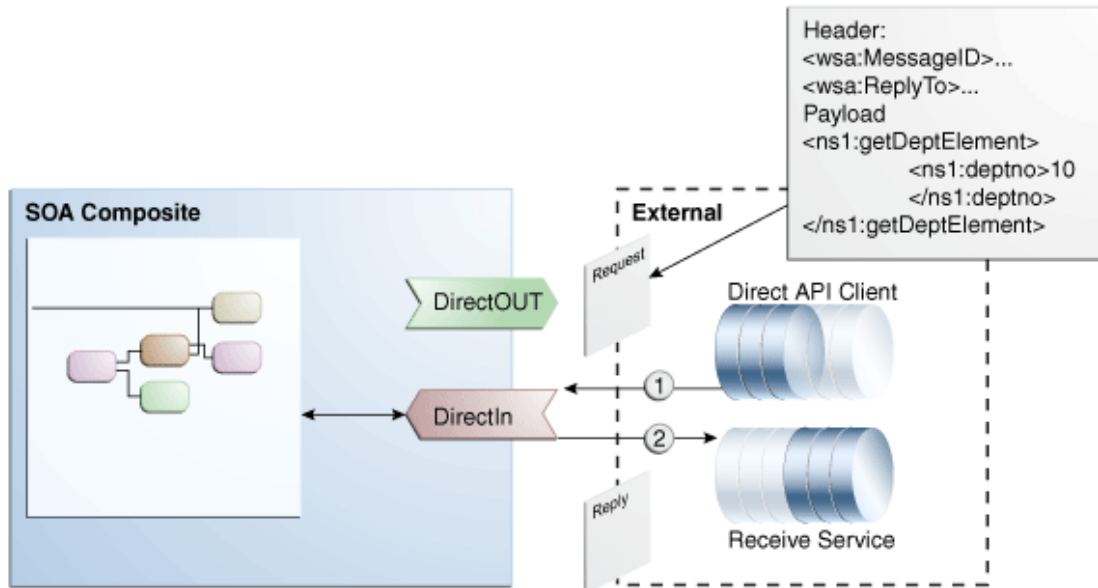 Header:
<wsa:MessageID>...
<wsa:ReplyTo>...
Payload
<ns1:getDeptElement>
<ns1:deptno>10
</ns1:deptno>
</ns1:getDeptElement>
SOA Composite
External
Request
DirectOUT
Direct API Client
1
DirectIn
2
Reply
Receive Service